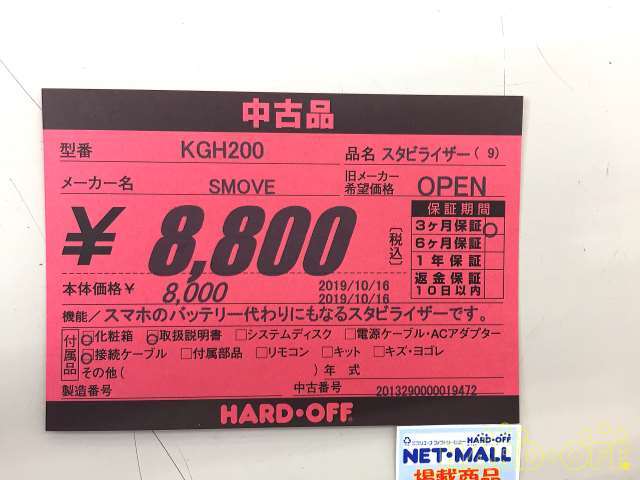 中古品
型番 KGH200 品名 スタビライザー( 9)
メーカー名 SMOVE 旧メーカー希望価格 OPEN
¥8,800 [税込]
保証期間
3ヶ月保証 ○
6ヶ月保証
1年保証
返金保証
10日以内
本体価格¥ 8,000
2019/10/16
2019/10/16
機能/スマホのバッテリー代わりにもなるスタビライザーです。
付属品
□化粧箱 □取扱説明書 □システムディスク □電源ケーブル・ACアダプター
□接続ケーブル □付属部品 □リモコン □キット □キズ・ヨゴレ
その他( )年 式
製造番号 中古番号 2013290000019472
HARD・OFF
HARD・OFF
NET・MALL
掲載商品
HARD・OFF